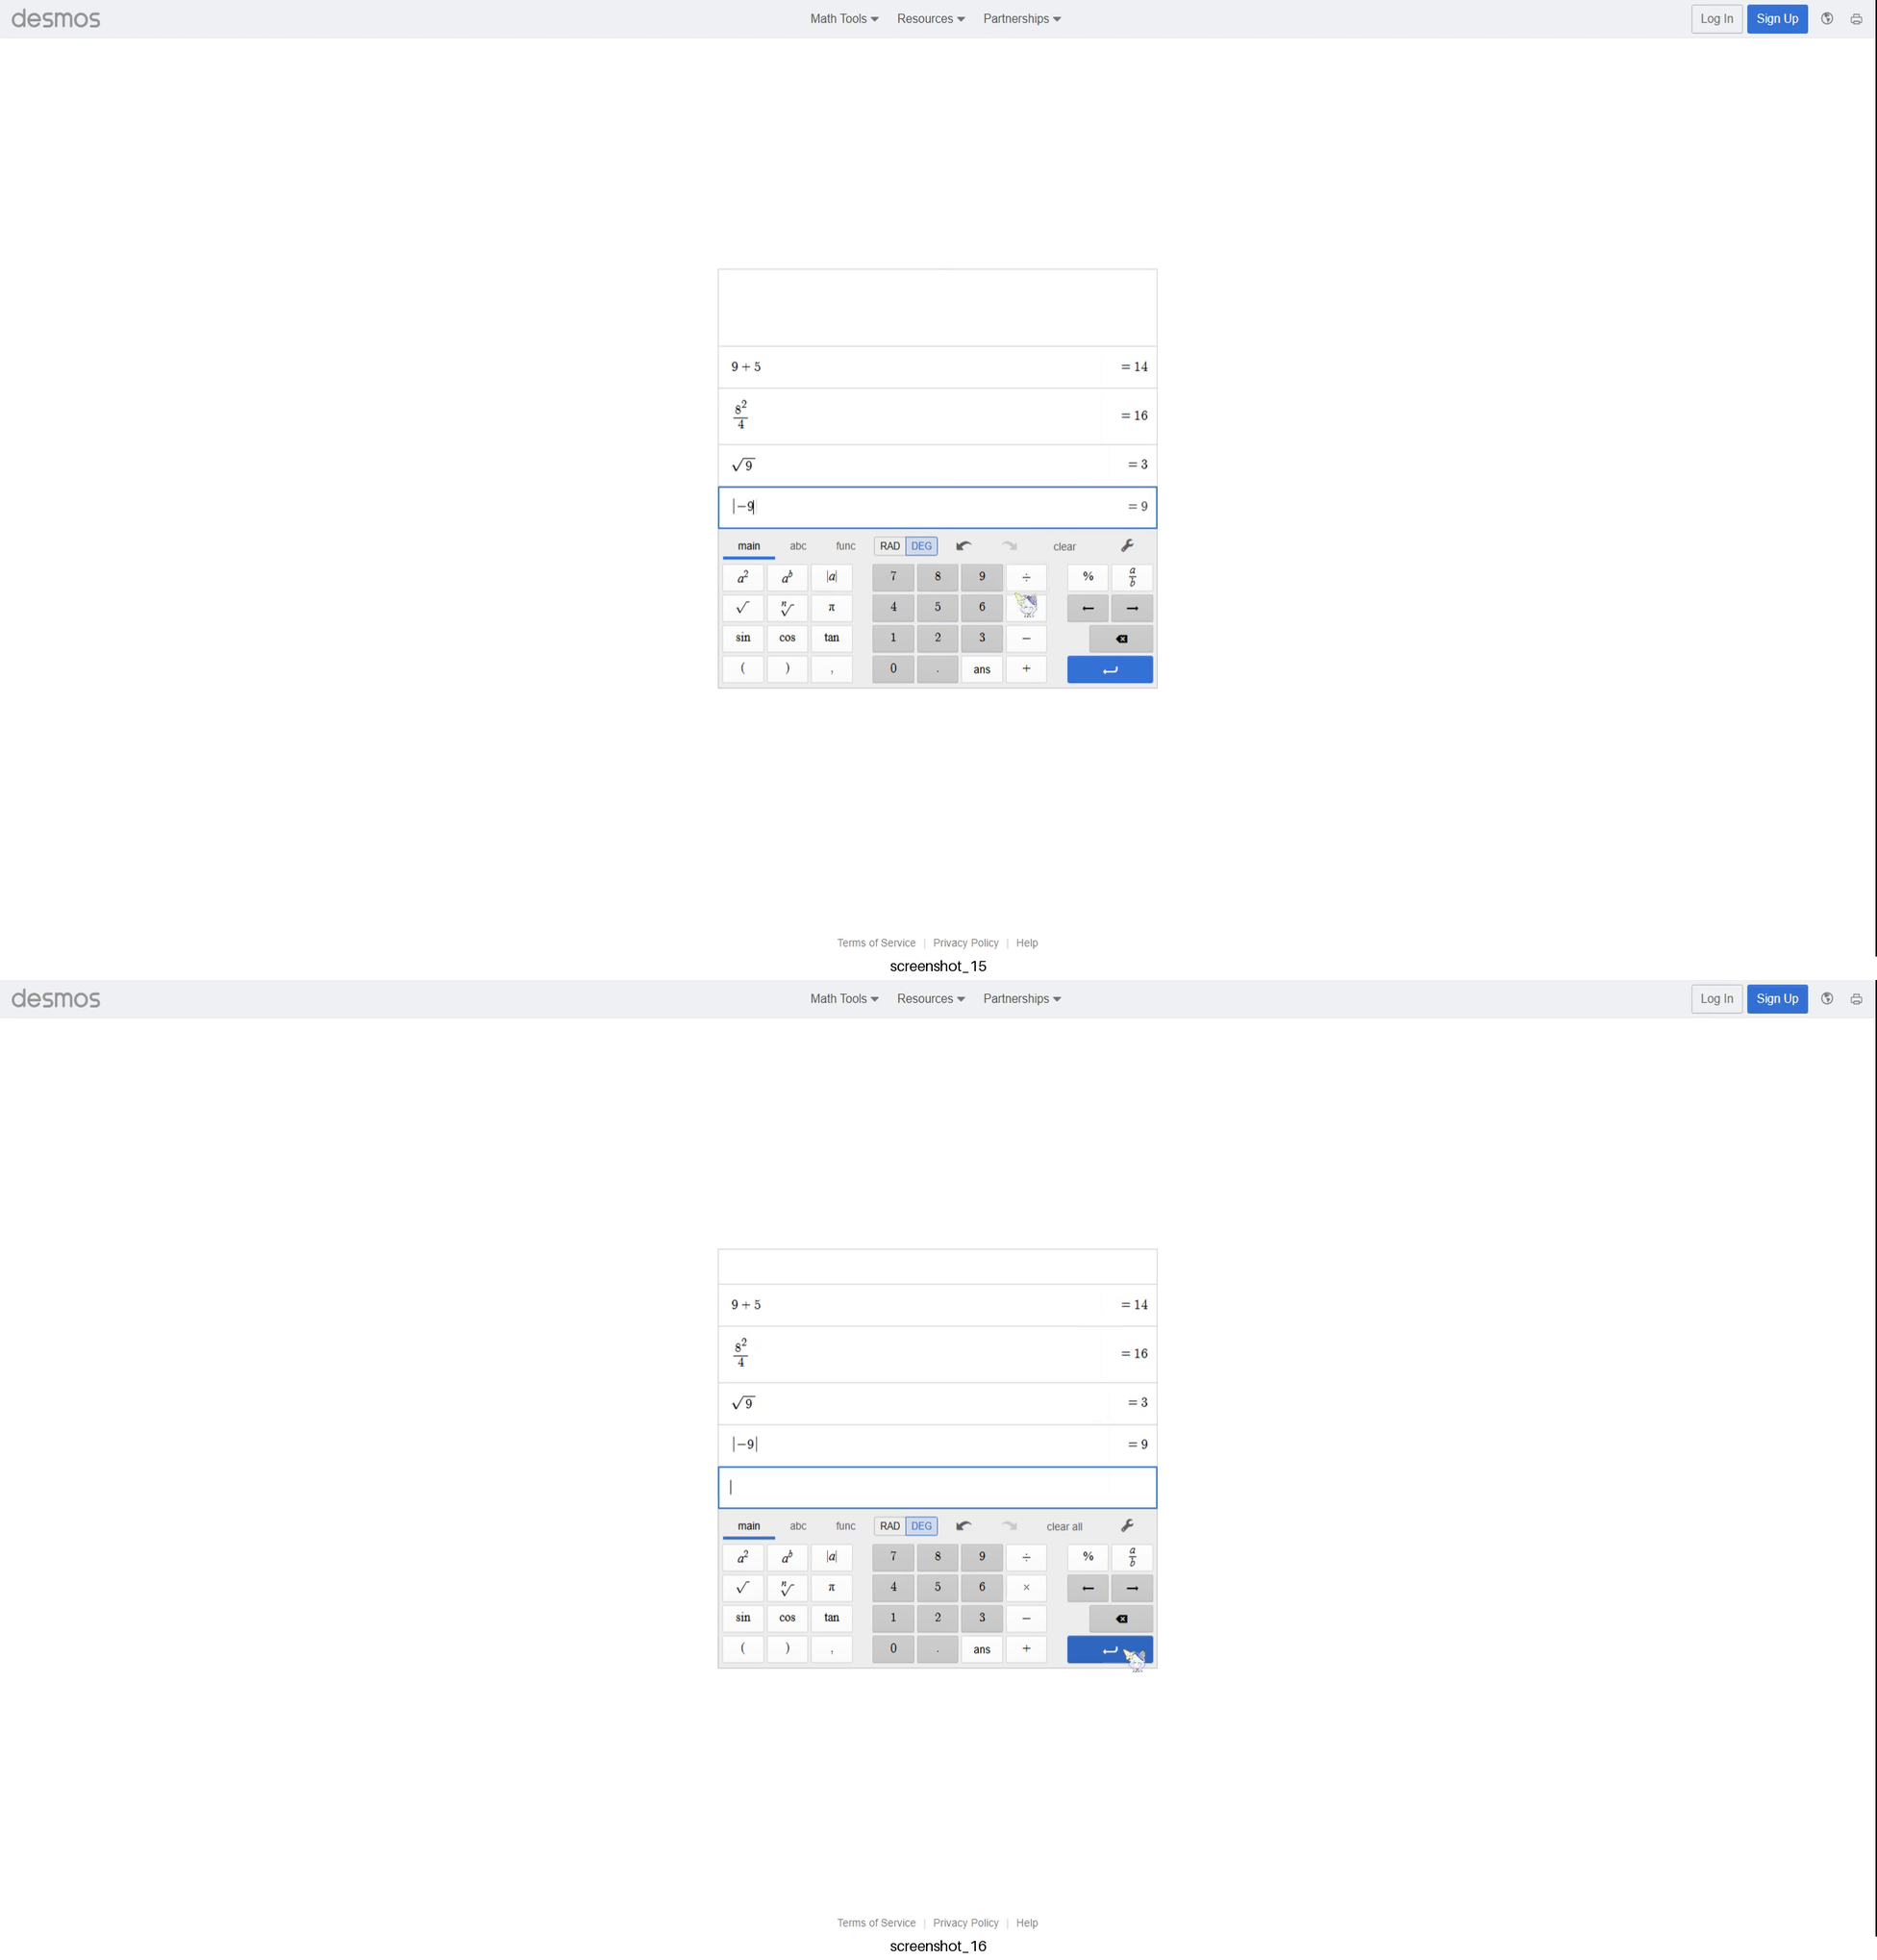 desmos Math Tools Resources Partnerships Log In Sign Up
9 + 5 = 14
8² / 4 = 16
√9 = 3
|−9| = 9
main abc func RAD DEG clear
a² aᵇ |a| 7 8 9 ÷ % a/b
√ ⁿ√ π 4 5 6 ← →
sin cos tan 1 2 3 −
( ) , 0 . ans +
Terms of Service | Privacy Policy | Help
screenshot_15
desmos Math Tools Resources Partnerships Log In Sign Up
9 + 5 = 14
8² / 4 = 16
√9 = 3
|−9| = 9
main abc func RAD DEG clear all
a² aᵇ |a| 7 8 9 ÷ % a/b
√ ⁿ√ π 4 5 6 × ← →
sin cos tan 1 2 3 −
( ) , 0 . ans +
Terms of Service | Privacy Policy | Help
screenshot_16